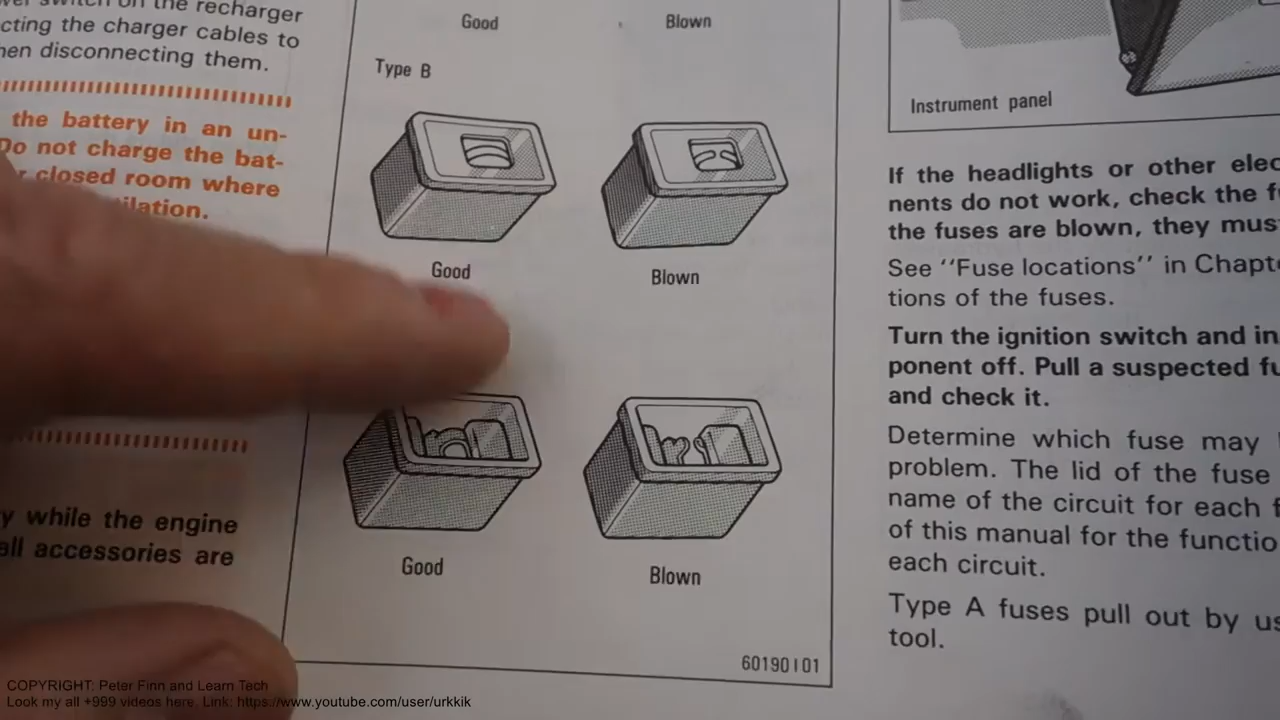 switch on the recharger
cting the charger cables to
hen disconnecting them.
the battery in an un-
Do not charge the bat-
closed room where
ilation.
y while the engine
all accessories are
Good
Blown
Type B
Good
Blown
Good
Blown
60190101
Instrument panel
If the headlights or other elec
nents do not work, check the f
the fuses are blown, they mus
See ''Fuse locations'' in Chapt
tions of the fuses.
Turn the ignition switch and in
ponent off. Pull a suspected fu
and check it.
Determine which fuse may
problem. The lid of the fuse
name of the circuit for each f
of this manual for the functio
each circuit.
Type A fuses pull out by us
tool.
COPYRIGHT: Peter Finn and Learn Tech
Look my all +999 videos here. Link: https://www.youtube.com/user/urkkik